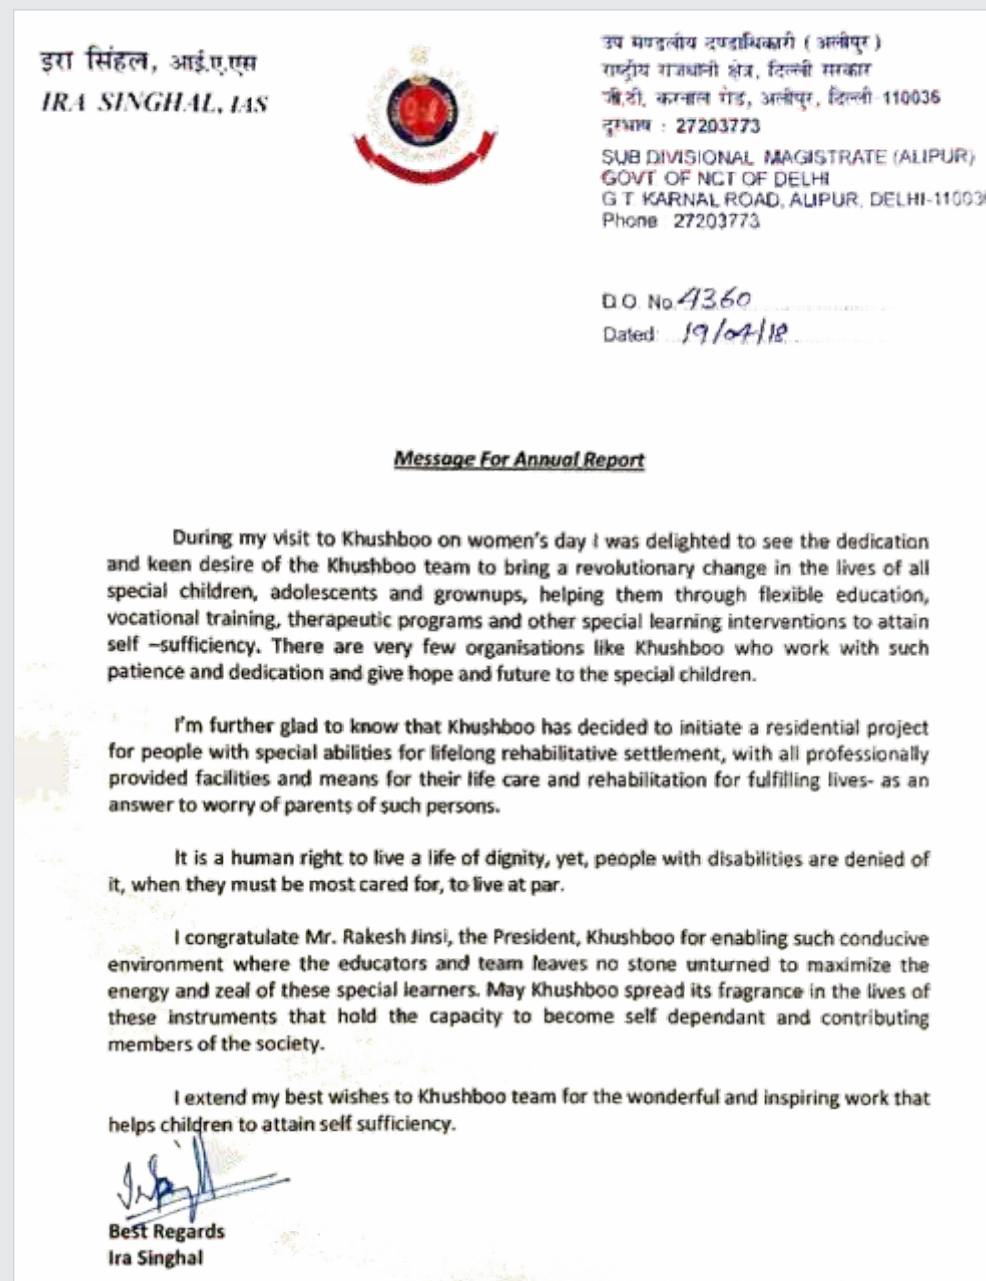 इरा सिंहल, आई.ए.एस
IRA SINGHAL, IAS
उप मण्डलीय दण्डाधिकारी ( अलीपुर )
राष्ट्रीय राजधानी क्षेत्र, दिल्ली सरकार
जी.टी. करनाल रोड, अलीपुर, दिल्ली-110036
दूरभाष : 27203773
SUB DIVISIONAL MAGISTRATE (ALIPUR)
GOVT OF NCT OF DELHI
G T KARNAL ROAD, ALIPUR, DELHI-110036
Phone : 27203773
D.O. No. 4360
Dated: 19/04/18
Message For Annual Report
During my visit to Khushboo on women's day I was delighted to see the dedication
and keen desire of the Khushboo team to bring a revolutionary change in the lives of all
special children, adolescents and grownups, helping them through flexible education,
vocational training, therapeutic programs and other special learning interventions to attain
self –sufficiency. There are very few organisations like Khushboo who work with such
patience and dedication and give hope and future to the special children.
I'm further glad to know that Khushboo has decided to initiate a residential project
for people with special abilities for lifelong rehabilitative settlement, with all professionally
provided facilities and means for their life care and rehabilitation for fulfilling lives- as an
answer to worry of parents of such persons.
It is a human right to live a life of dignity, yet, people with disabilities are denied of
it, when they must be most cared for, to live at par.
I congratulate Mr. Rakesh Jinsi, the President, Khushboo for enabling such conducive
environment where the educators and team leaves no stone unturned to maximize the
energy and zeal of these special learners. May Khushboo spread its fragrance in the lives of
these instruments that hold the capacity to become self dependant and contributing
members of the society.
I extend my best wishes to Khushboo team for the wonderful and inspiring work that
helps children to attain self sufficiency.
Best Regards
Ira Singhal